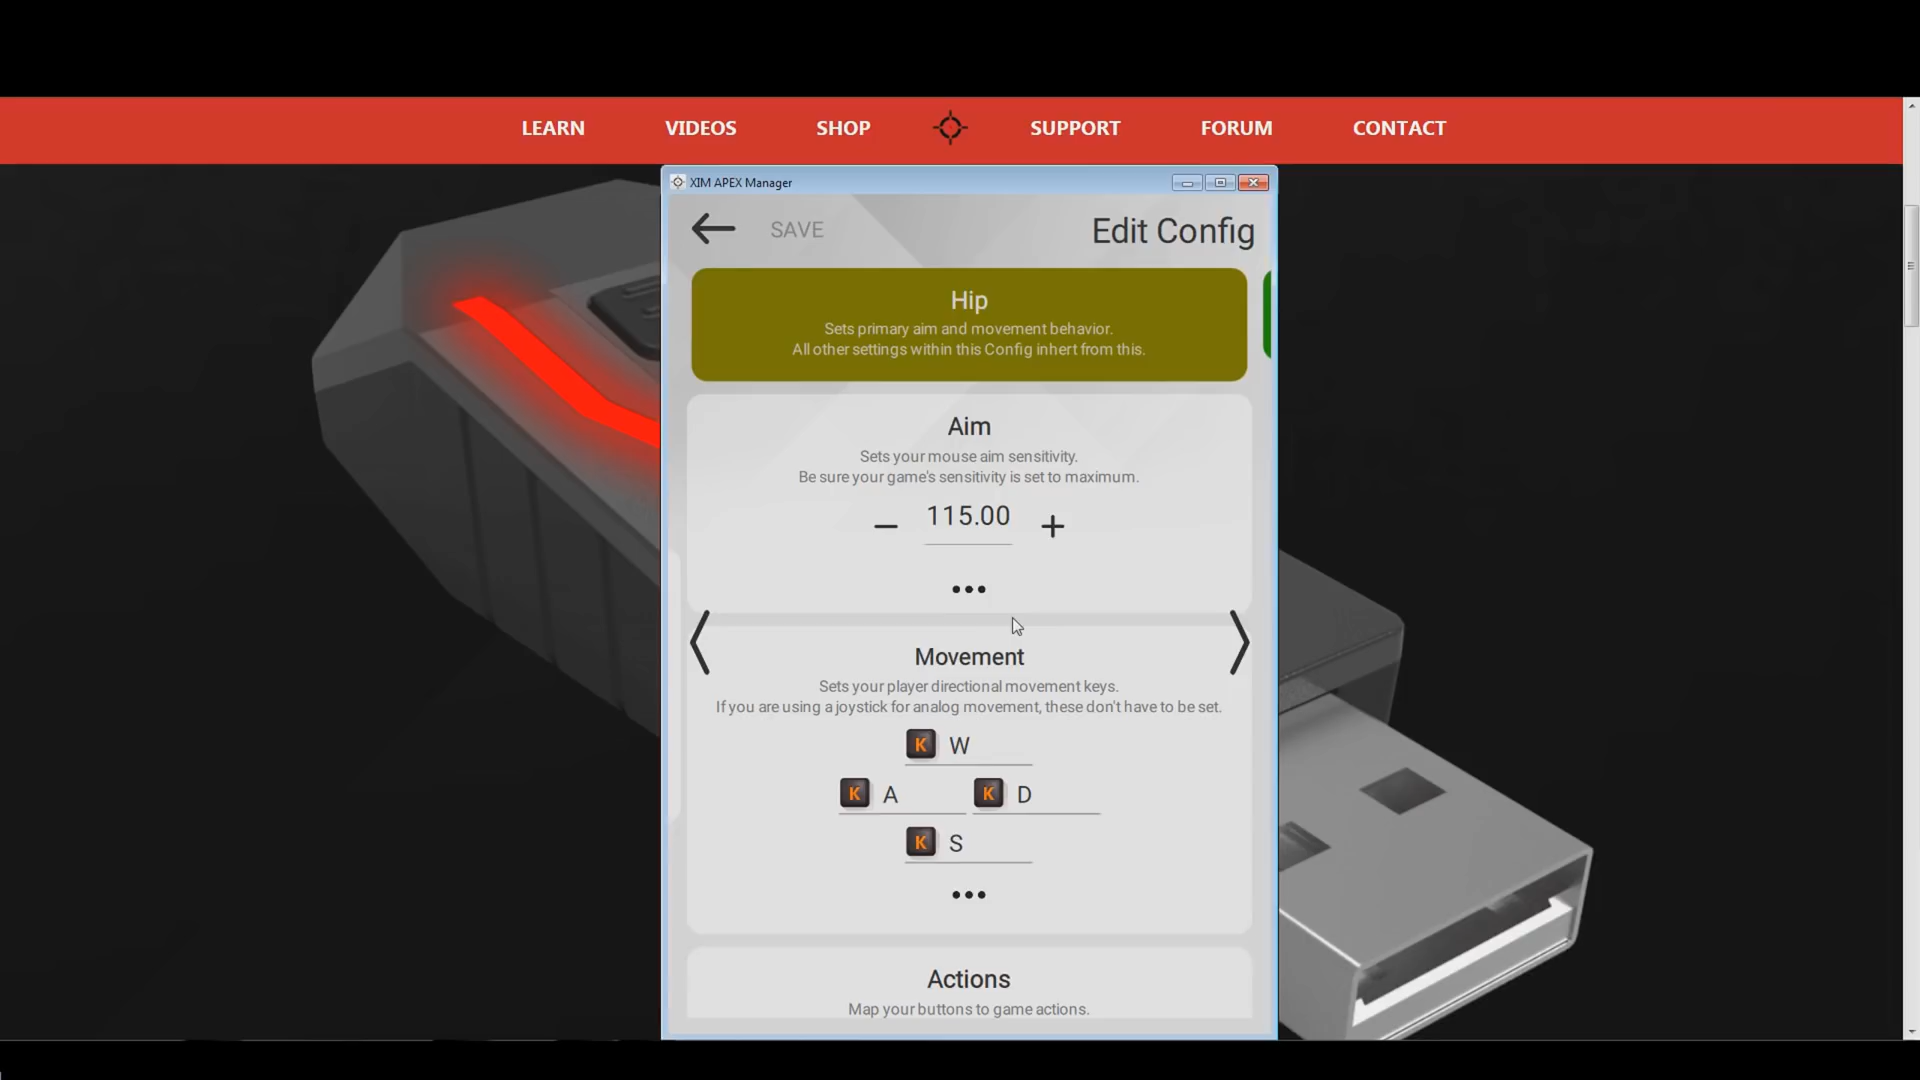 LEARN VIDEOS SHOP SUPPORT FORUM CONTACT
XIM APEX Manager
SAVE Edit Config
Hip
Sets primary aim and movement behavior.
All other settings within this Config inhert from this.
Aim
Sets your mouse aim sensitivity.
Be sure your game's sensitivity is set to maximum.
115.00
Movement
Sets your player directional movement keys.
If you are using a joystick for analog movement, these don't have to be set.
K W
K A K D
K S
Actions
Map your buttons to game actions.